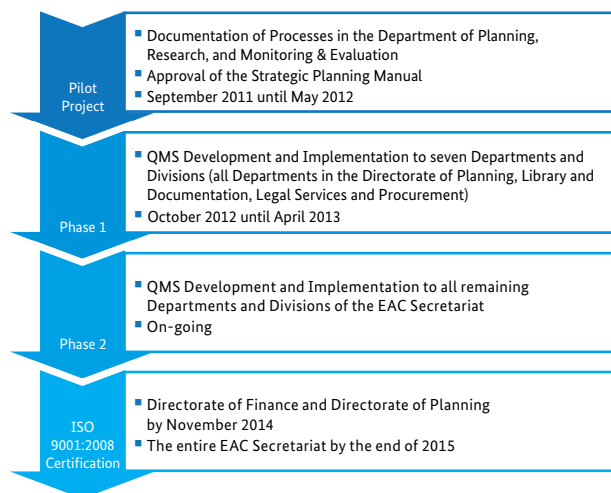 Pilot
Project
▪ Documentation of Processes in the Department of Planning,
Research, and Monitoring & Evaluation
▪ Approval of the Strategic Planning Manual
▪ September 2011 until May 2012
Phase 1
▪ QMS Development and Implementation to seven Departments and
Divisions (all Departments in the Directorate of Planning, Library and
Documentation, Legal Services and Procurement)
▪ October 2012 until April 2013
Phase 2
▪ QMS Development and Implementation to all remaining
Departments and Divisions of the EAC Secretariat
▪ On-going
ISO
9001:2008
Certification
▪ Directorate of Finance and Directorate of Planning
by November 2014
▪ The entire EAC Secretariat by the end of 2015